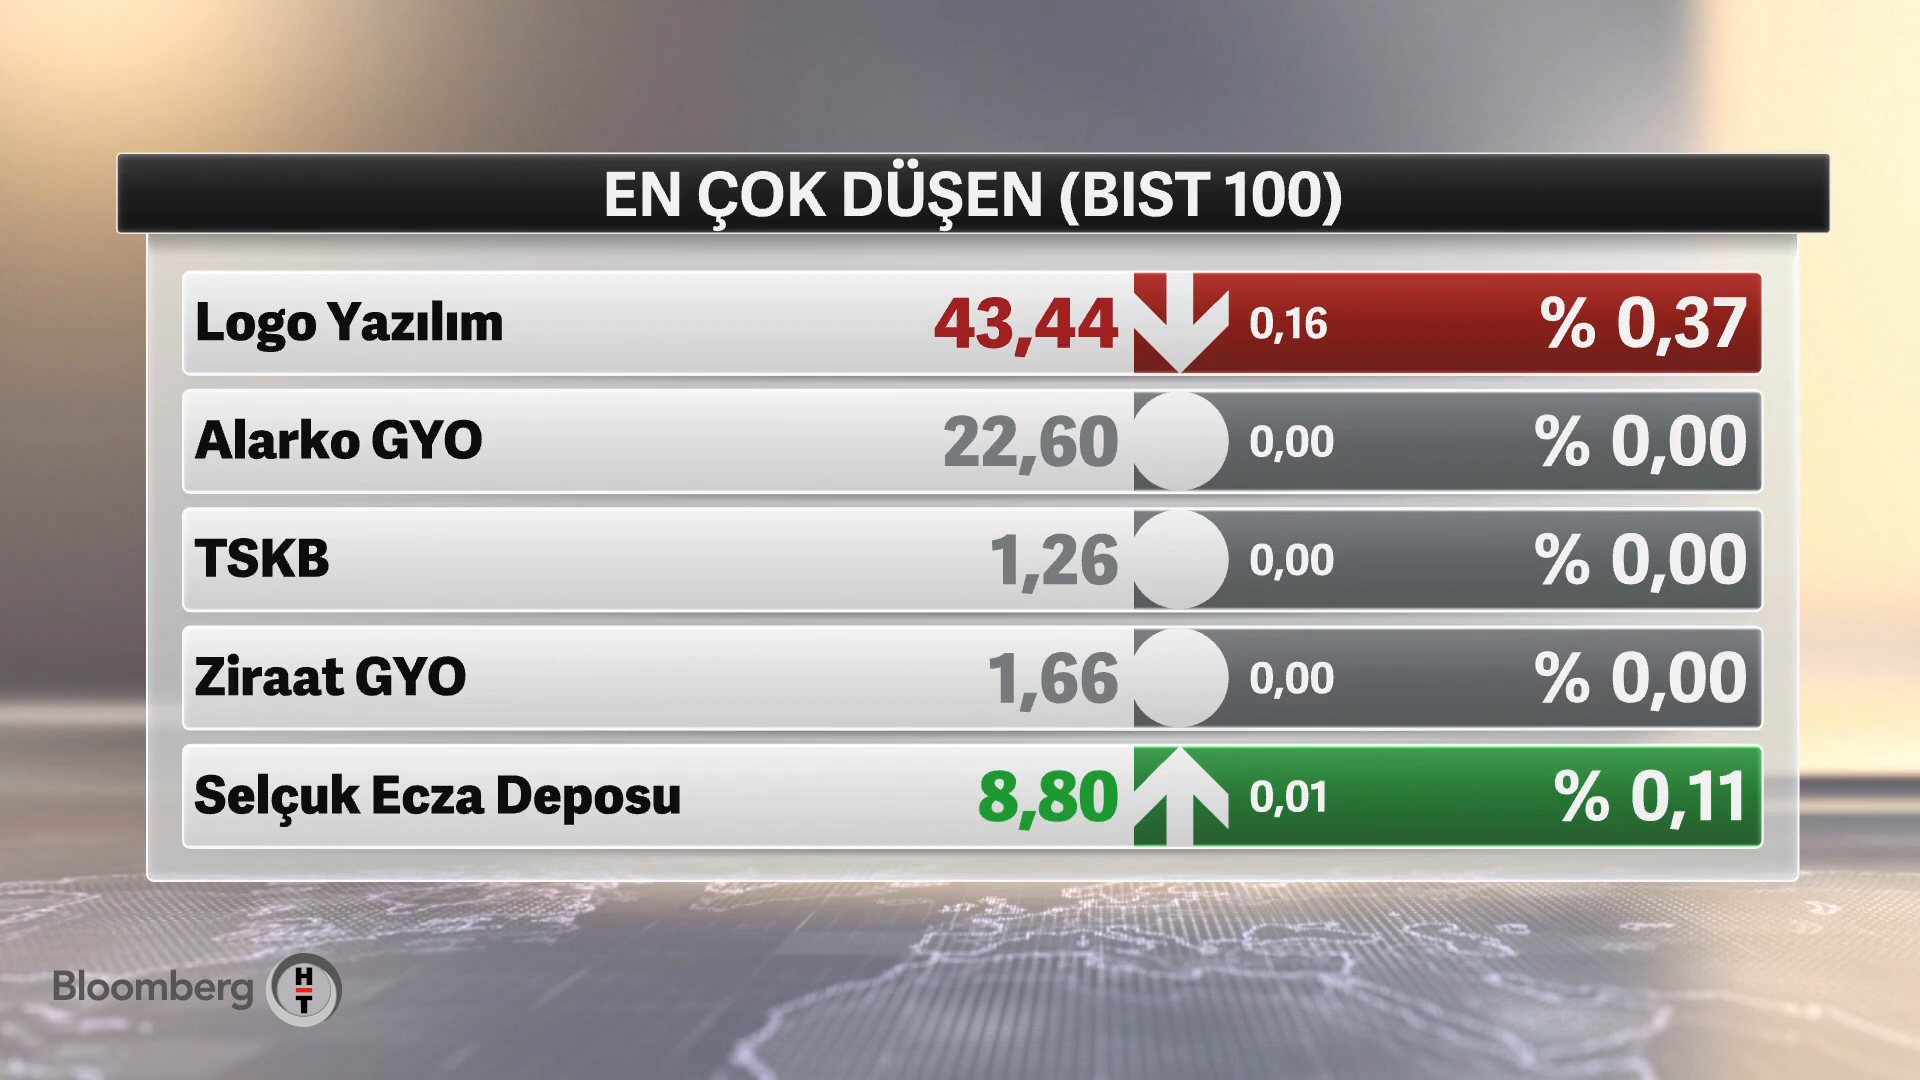 EN ÇOK DÜŞEN (BIST 100)
Logo Yazılım 43,44 0,16 % 0,37
Alarko GYO 22,60 0,00 % 0,00
TSKB 1,26 0,00 % 0,00
Ziraat GYO 1,66 0,00 % 0,00
Selçuk Ecza Deposu 8,80 0,01 % 0,11
Bloomberg HT